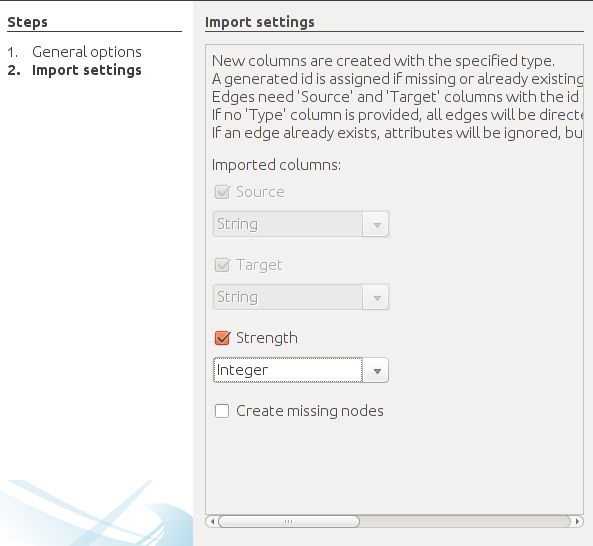 Steps
1. General options
2. Import settings
Import settings
New columns are created with the specified type.
A generated id is assigned if missing or already existing
Edges need 'Source' and 'Target' columns with the id
If no 'Type' column is provided, all edges will be directe
If an edge already exists, attributes will be ignored, bu
Imported columns:
Source
String
Target
String
Strength
Integer
Create missing nodes